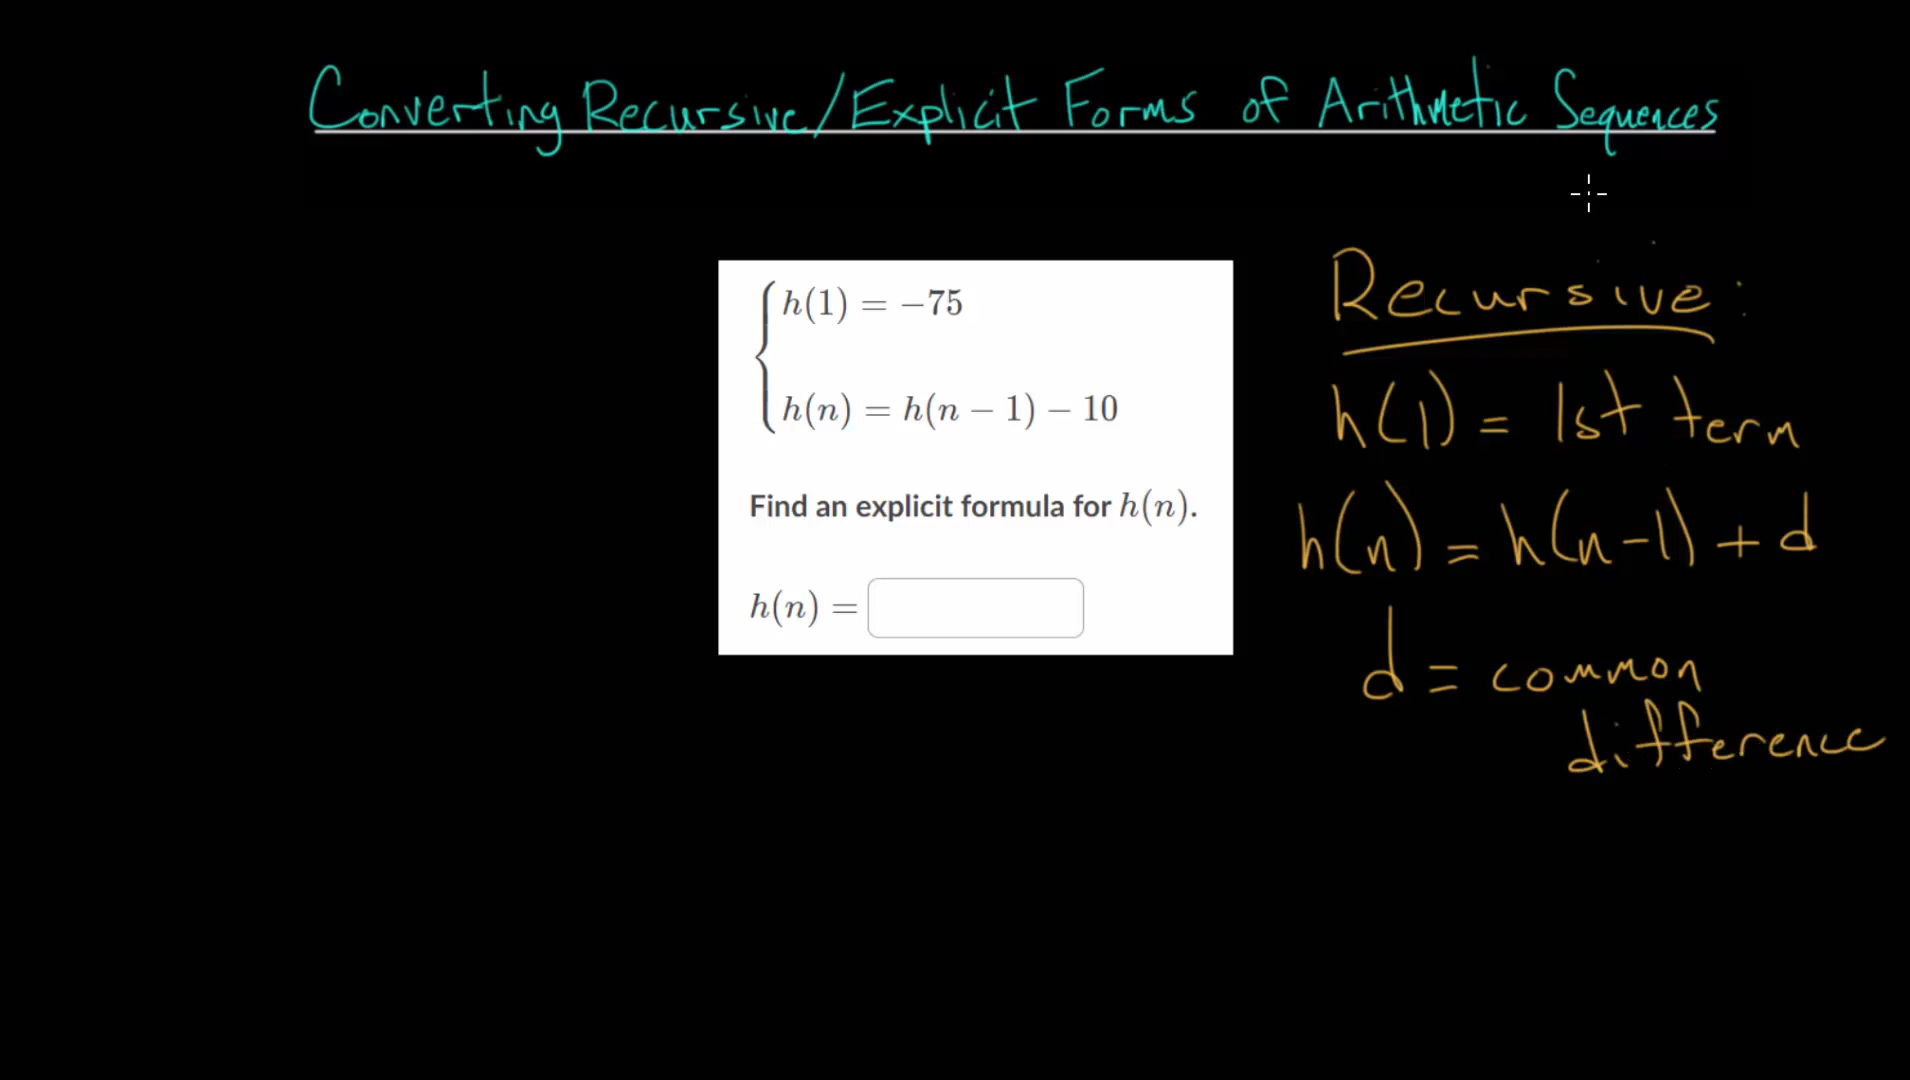 Converting Recursive/Explicit Forms of Arithmetic Sequences
h(1) = −75
h(n) = h(n − 1) − 10
Find an explicit formula for h(n).
h(n) =
Recursive:
h(1) = 1st term
h(n) = h(n-1) + d
d = common
difference